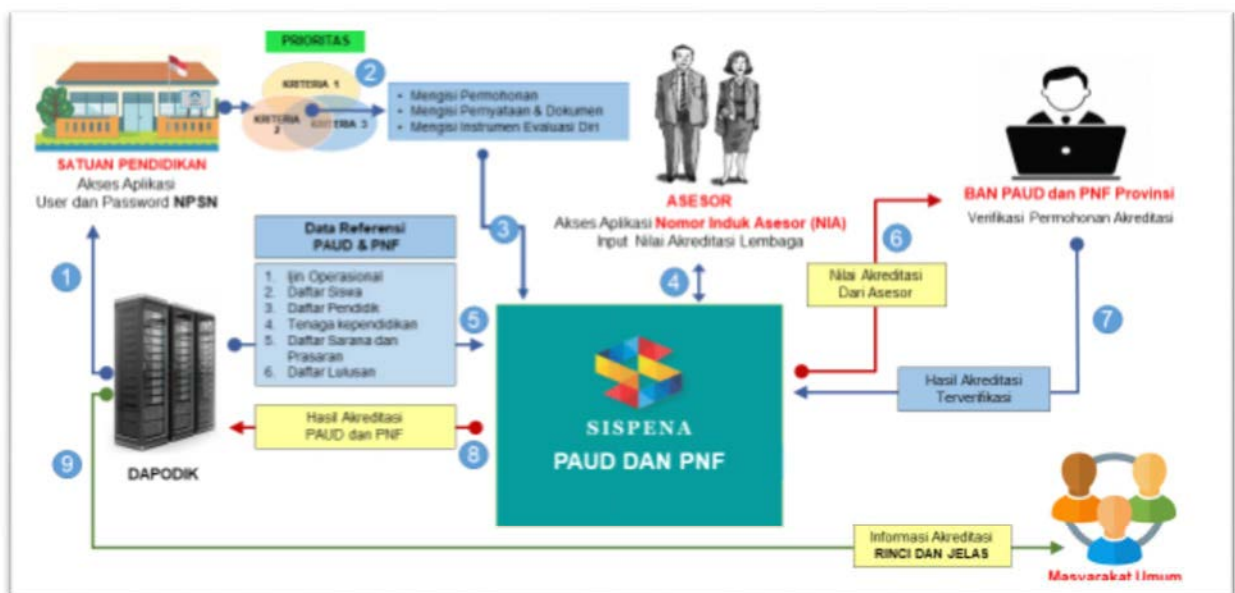 PRIORITAS
KRITERIA 1
KRITERIA 2
KRITERIA 3
2
• Mengisi Permohonan
• Mengisi Pernyataan & Dokumen
• Mengisi Instrumen Evaluasi Diri
SATUAN PENDIDIKAN
Akses Aplikasi
User dan Password NPSN
ASESOR
Akses Aplikasi Nomor Induk Asesor (NIA)
Input Nilai Akreditasi Lembaga
BAN PAUD dan PNF Provinsi
Verifikasi Permohonan Akreditasi
1
3
4
5
6
7
Data Referensi
PAUD & PNF
1. Ijin Operasional
2. Daftar Siswa
3. Daftar Pendidik
4. Tenaga kependidikan
5. Daftar Sarana dan
Prasaran
6. Daftar Lulusan
Nilai Akreditasi
Dari Asesor
Hasil Akreditasi
Terverifikasi
Hasil Akreditasi
PAUD dan PNF
8
SISPENA
PAUD DAN PNF
9
DAPODIK
Informasi Akreditasi
RINCI DAN JELAS
Masyarakat Umum